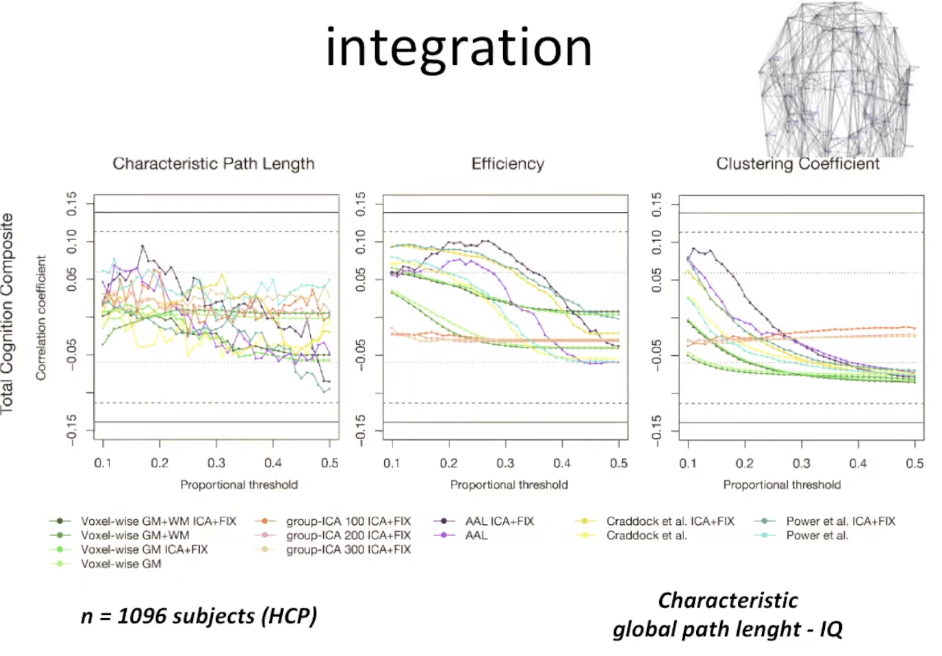 integration
Characteristic Path Length
Efficiency
Clustering Coefficient
Total Cognition Composite
Correlation coefficient
0.15
0.10
0.05
−0.05
−0.15
0.1 0.2 0.3 0.4 0.5
Proportional threshold
0.15
0.10
0.05
−0.05
−0.15
0.1 0.2 0.3 0.4 0.5
Proportional threshold
0.15
0.10
0.05
−0.05
−0.15
0.1 0.2 0.3 0.4 0.5
Proportional threshold
Voxel-wise GM+WM ICA+FIX
Voxel-wise GM+WM
Voxel-wise GM ICA+FIX
Voxel-wise GM
group-ICA 100 ICA+FIX
group-ICA 200 ICA+FIX
group-ICA 300 ICA+FIX
AAL ICA+FIX
AAL
Craddock et al. ICA+FIX
Craddock et al.
Power et al. ICA+FIX
Power et al.
n = 1096 subjects (HCP)
Characteristic
global path lenght - IQ